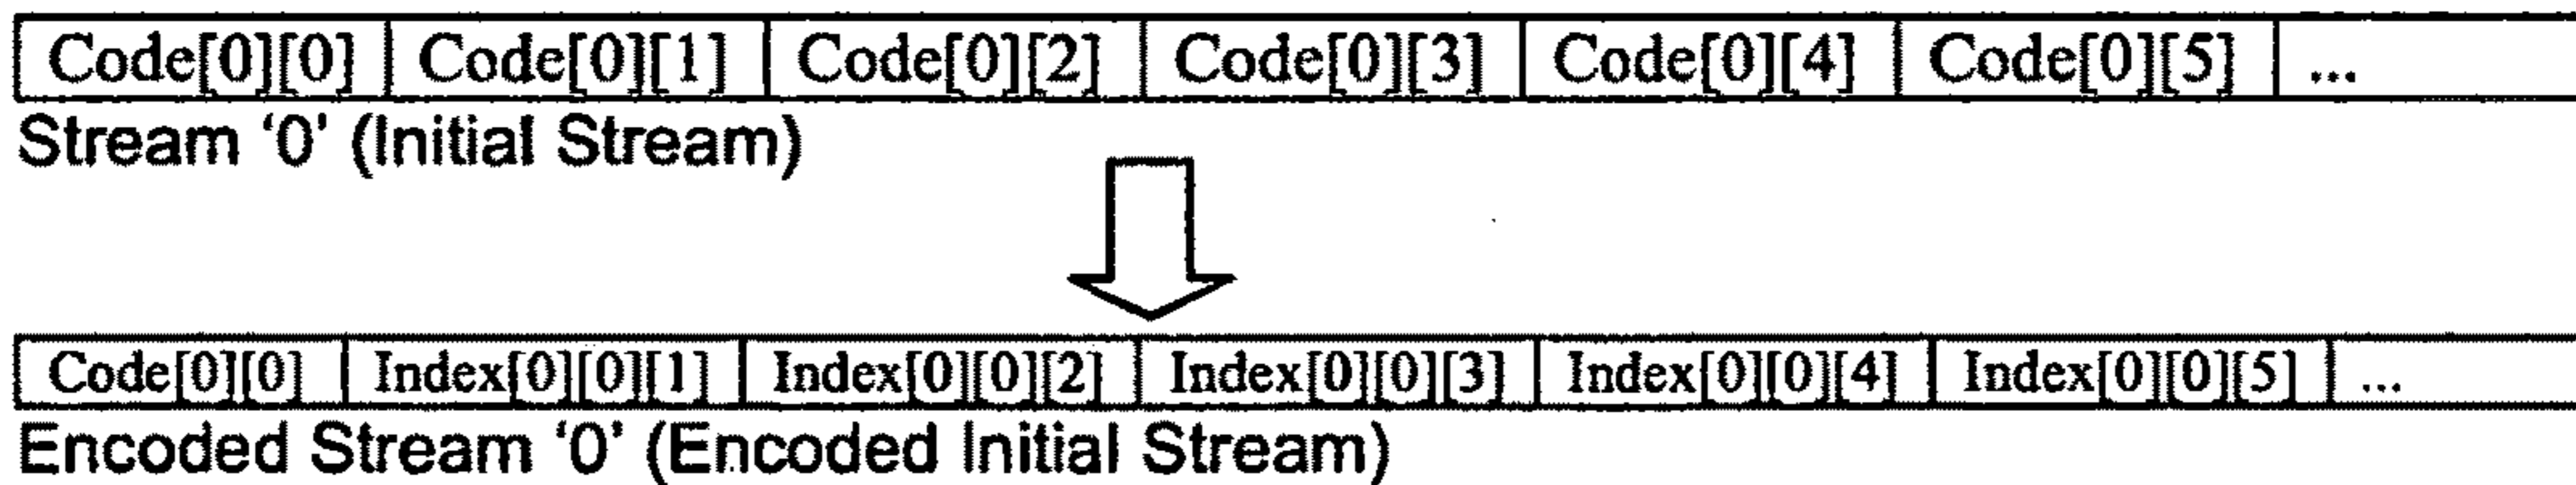 Code[0][0] Code[0][1] Code[0][2] Code[0][3] Code[0][4] Code[0][5] ...
Stream ‘0’ (Initial Stream)
Code[0][0] Index[0][0][1] Index[0][0][2] Index[0][0][3] Index[0][0][4] Index[0][0][5] ...
Encoded Stream ‘0’ (Encoded Initial Stream)